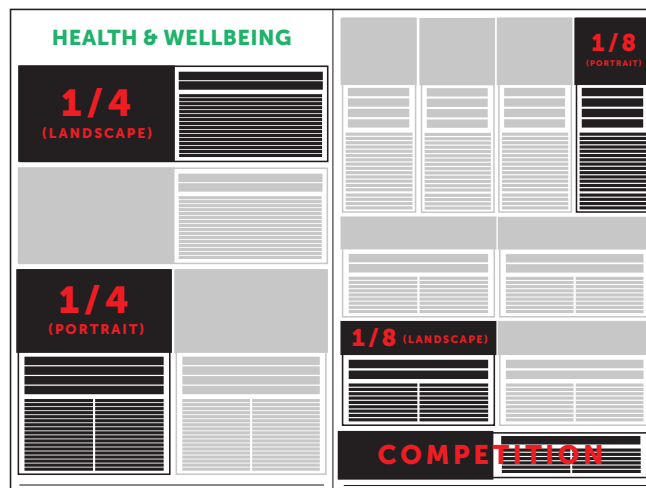 HEALTH & WELLBEING
1/4
(LANDSCAPE)
1/4
(PORTRAIT)
1/8
(PORTRAIT)
1/8 (LANDSCAPE)
COMPETITION